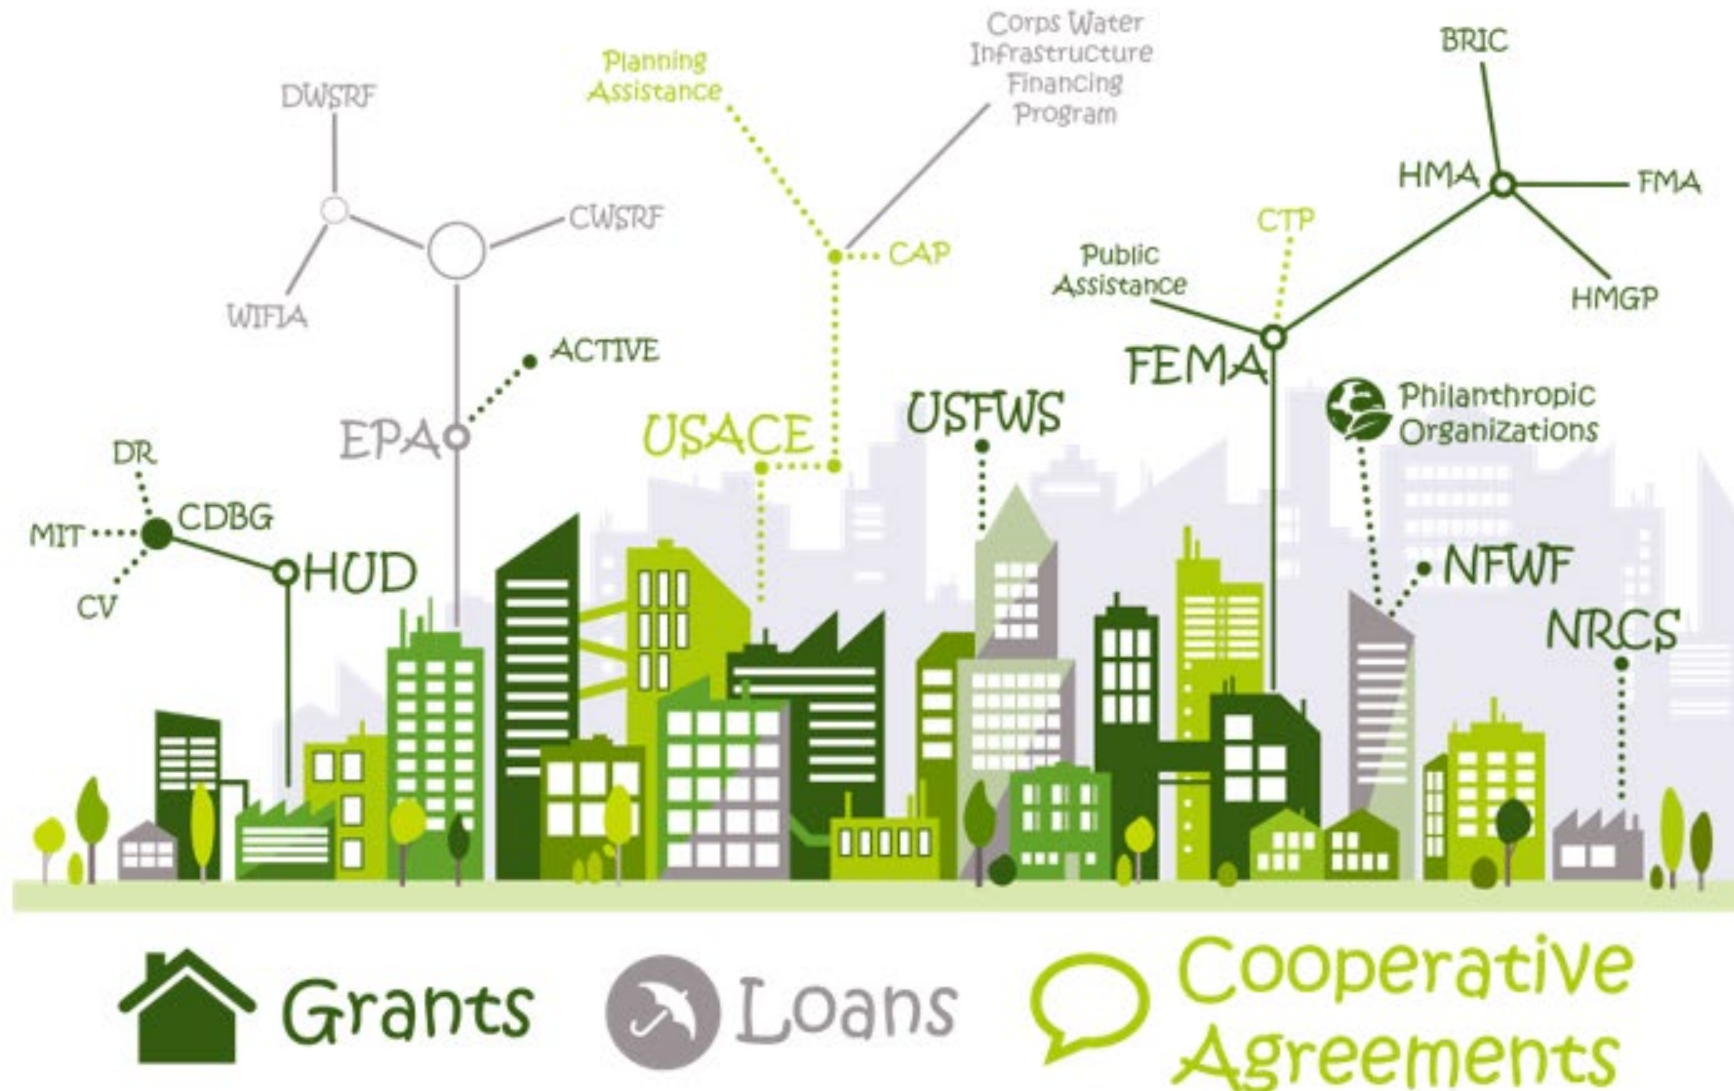 Corps Water
Infrastructure
Financing
Program
BRIC
Planning
Assistance
DWSRF
HMA
FMA
CWSRF
CTP
CAP
Public
Assistance
HMGP
WIFIA
ACTIVE
FEMA
Philanthropic
Organizations
USFWS
EPA
USACE
DR
CDBG
MIT
HUD
NFWF
CV
NRCS
Grants
Loans
Cooperative
Agreements